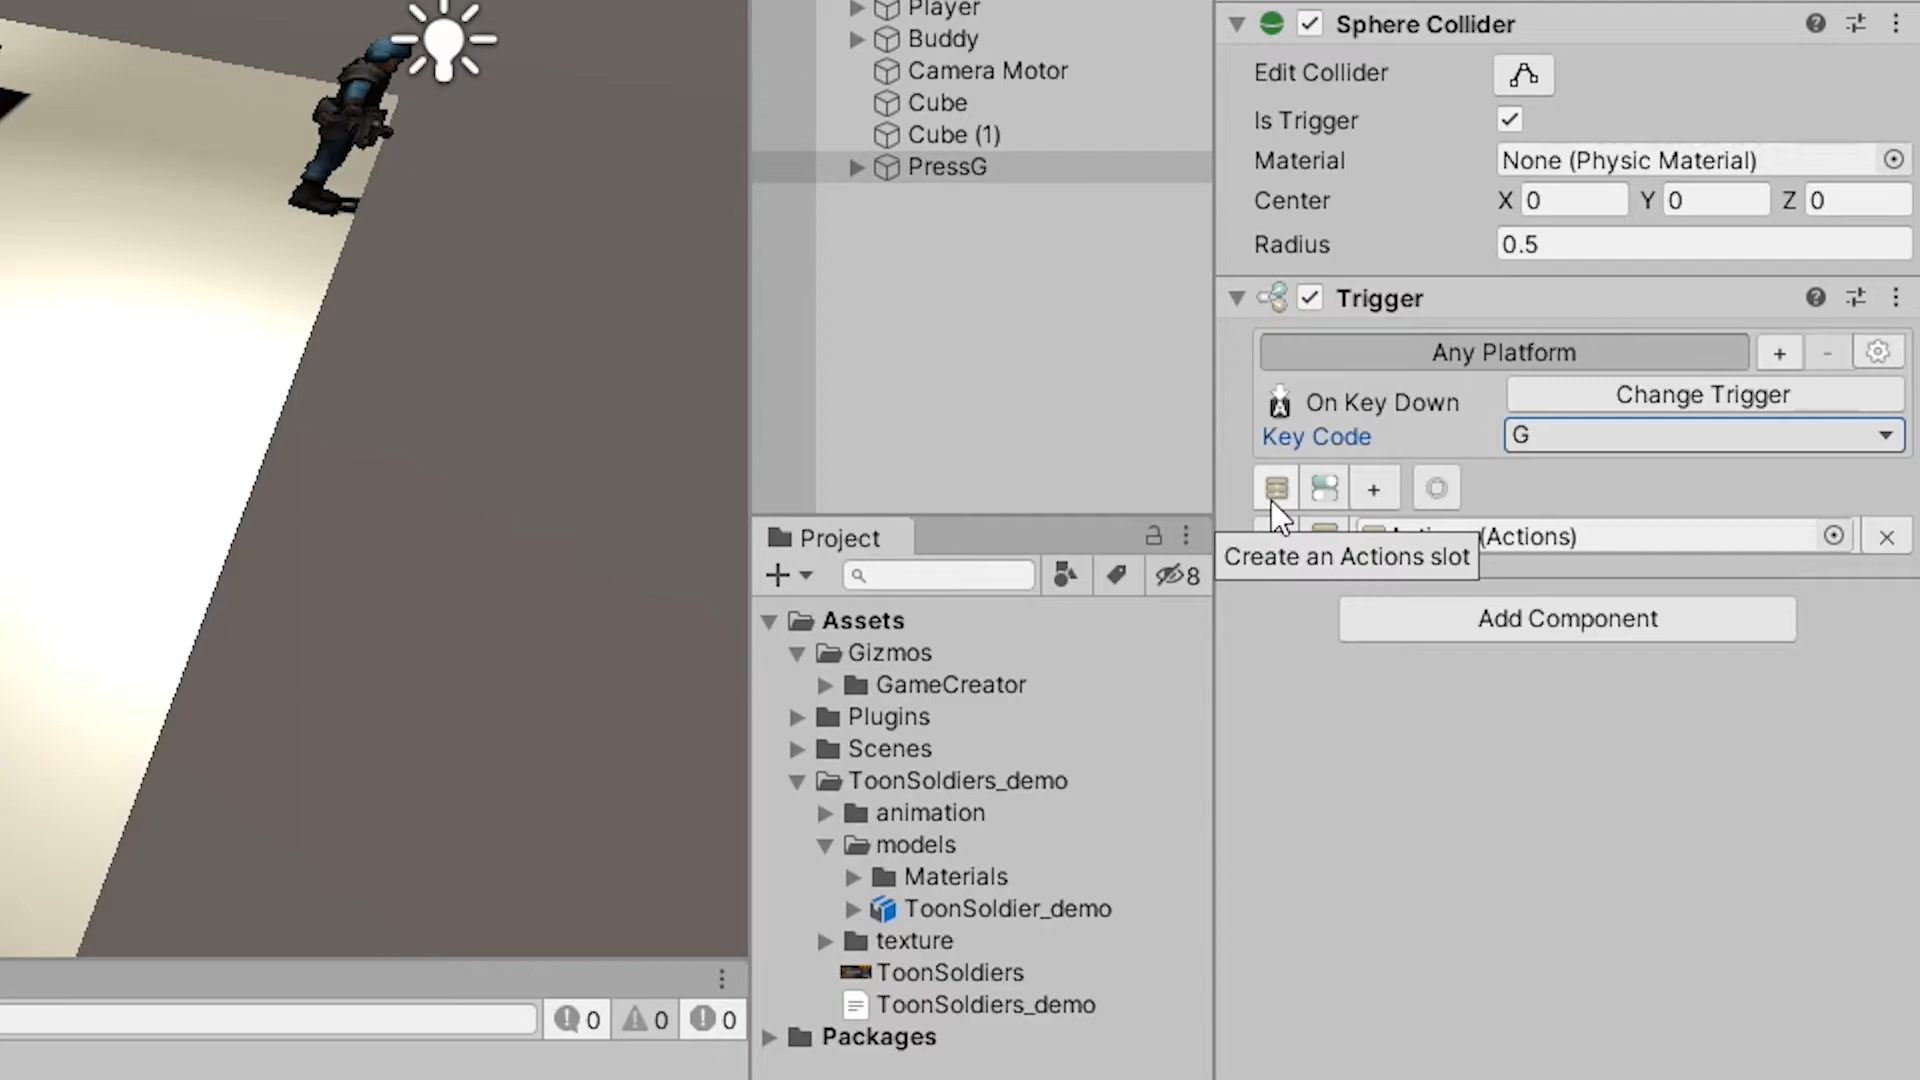 Player
Buddy
Camera Motor
Cube
Cube (1)
PressG
Project
8
Assets
Gizmos
GameCreator
Plugins
Scenes
ToonSoldiers_demo
animation
models
Materials
ToonSoldier_demo
texture
ToonSoldiers
ToonSoldiers_demo
Packages
0 0 0
Sphere Collider
Edit Collider
Is Trigger
Material None (Physic Material)
Center X 0 Y 0 Z 0
Radius 0.5
Trigger
Any Platform + -
On Key Down Change Trigger
Key Code G
+
(Actions)
Create an Actions slot
Add Component